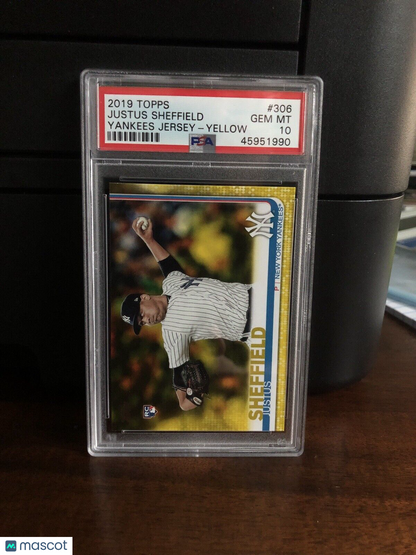 2019 TOPPS #306
JUSTUS SHEFFIELD GEM MT
YANKEES JERSEY – YELLOW 10
PSA 45951990
NEW YORK YANKEES
P
JUSTUS
SHEFFIELD
RC
mascot